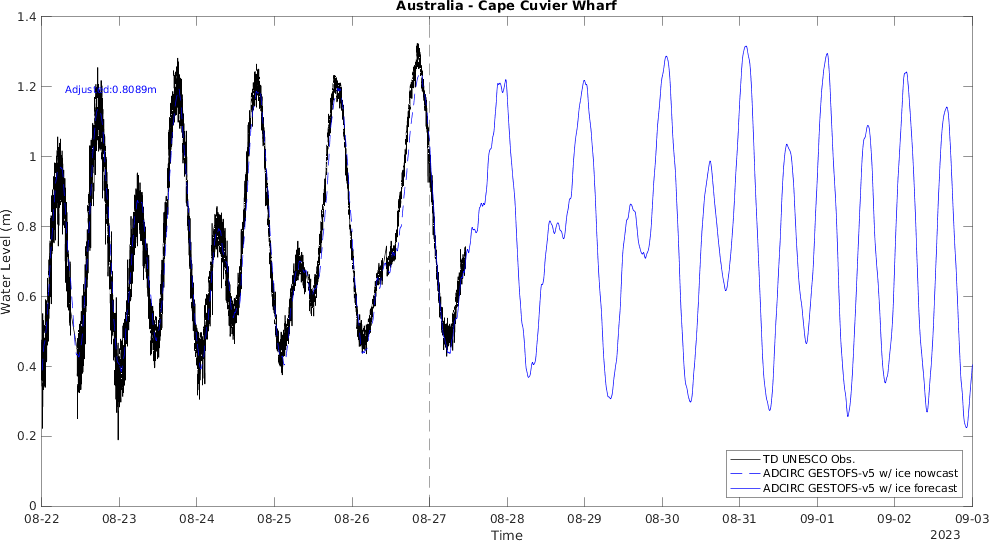 Australia - Cape Cuvier Wharf
1.4
1.2
1
0.8
0.6
0.4
0.2
0
Water Level (m)
Adjusted:0.8089m
TD UNESCO Obs.
ADCIRC GESTOFS-v5 w/ ice nowcast
ADCIRC GESTOFS-v5 w/ ice forecast
08-22 08-23 08-24 08-25 08-26 08-27 08-28 08-29 08-30 08-31 09-01 09-02 09-03
Time
2023